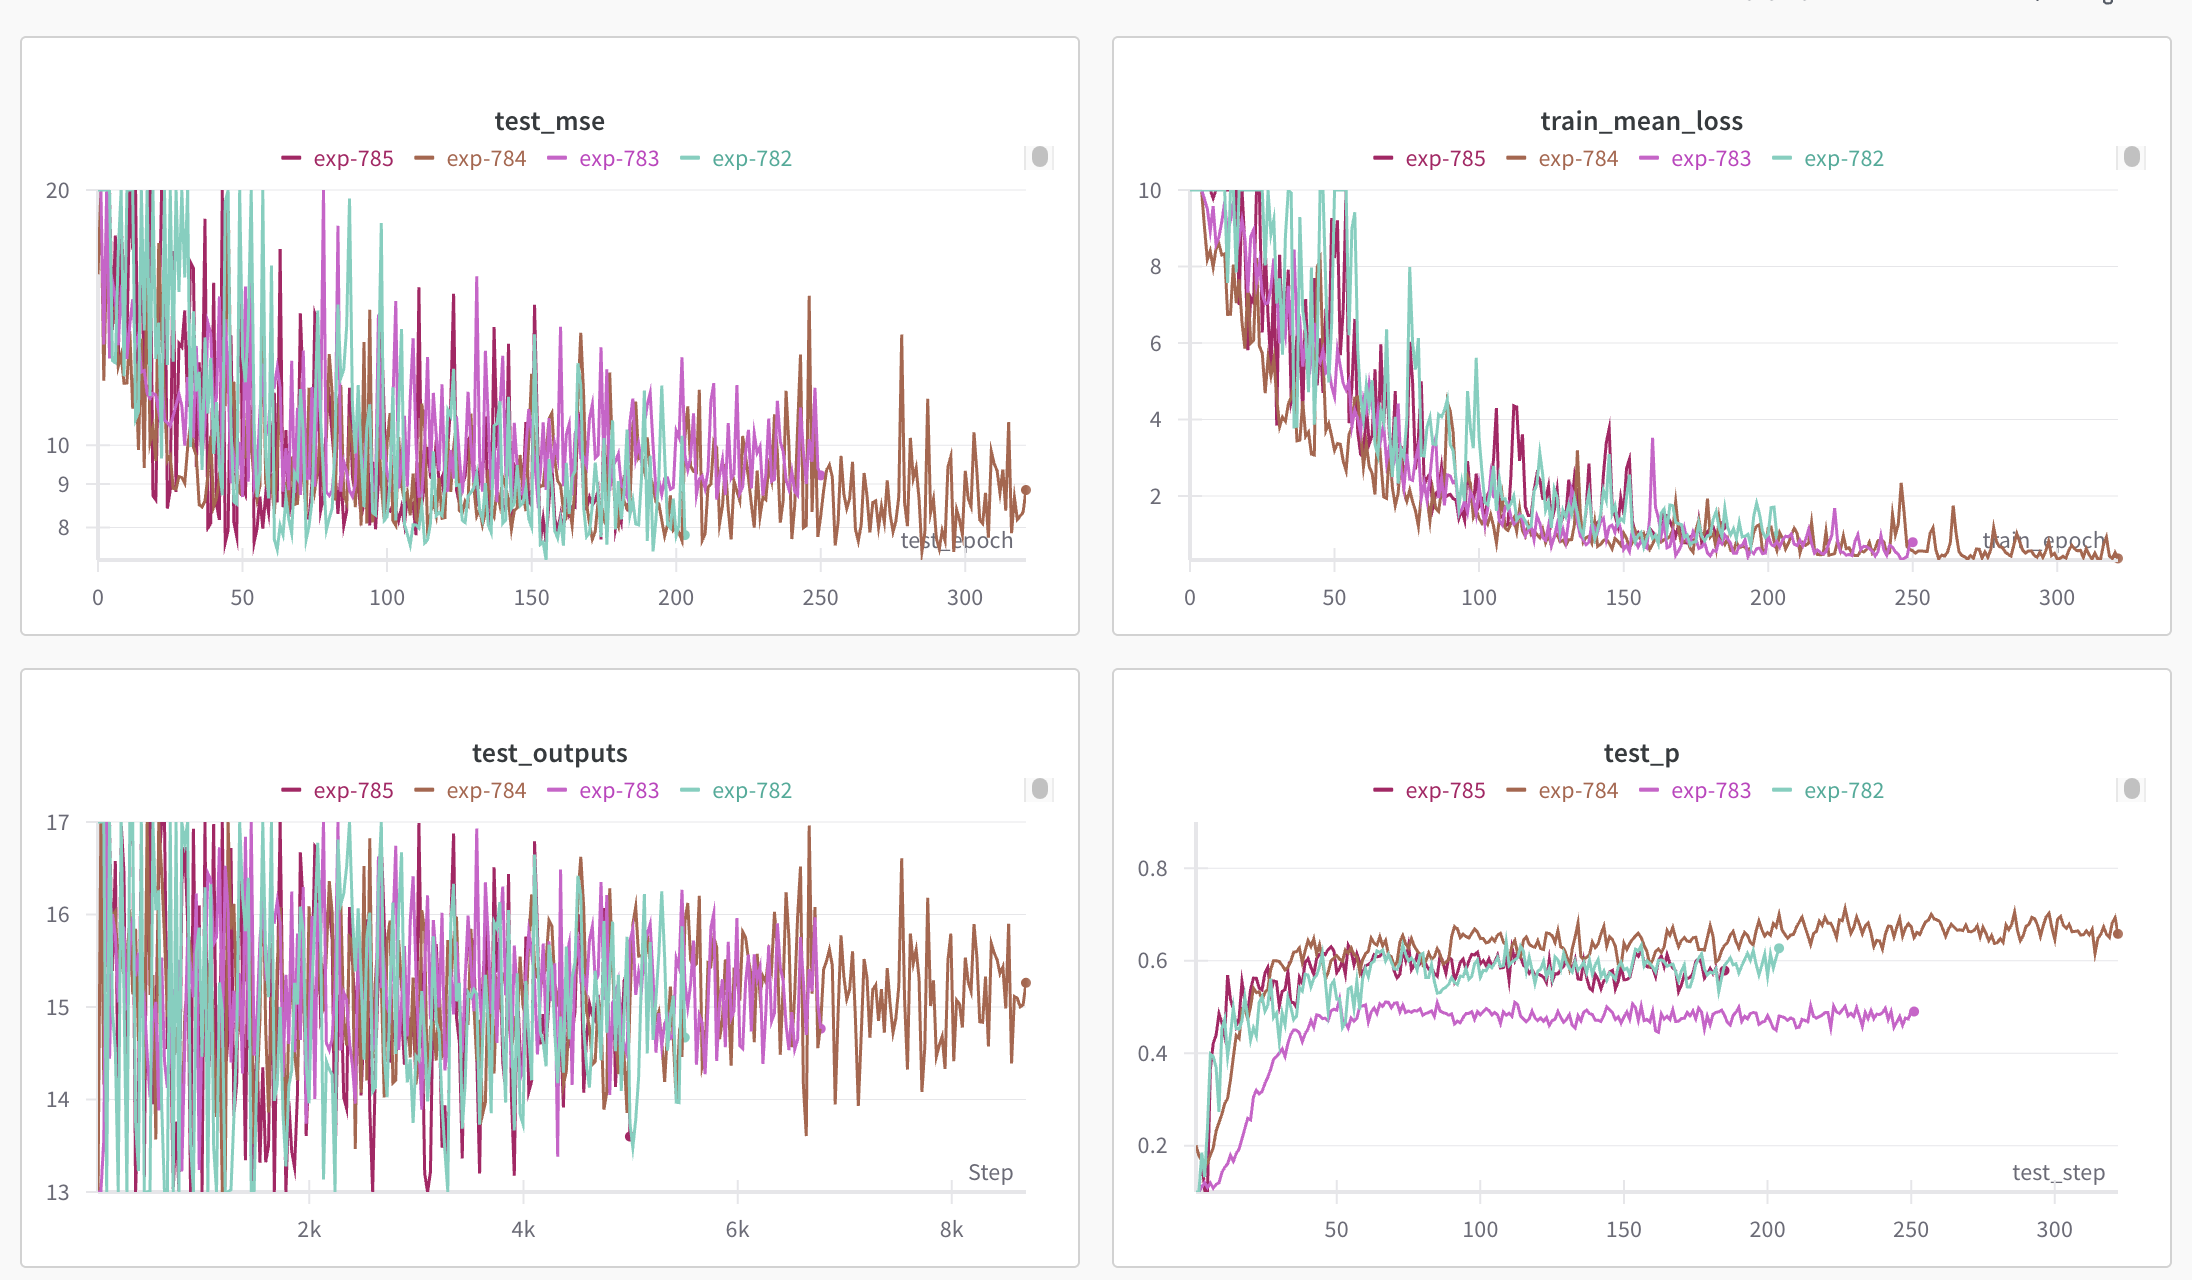 test_mse
exp-785 exp-784 exp-783 exp-782
20
10
9
8
test_epoch
0 50 100 150 200 250 300
train_mean_loss
exp-785 exp-784 exp-783 exp-782
10
8
6
4
2
train_epoch
0 50 100 150 200 250 300
test_outputs
exp-785 exp-784 exp-783 exp-782
17
16
15
14
13
Step
2k 4k 6k 8k
test_p
exp-785 exp-784 exp-783 exp-782
0.8
0.6
0.4
0.2
test_step
50 100 150 200 250 300